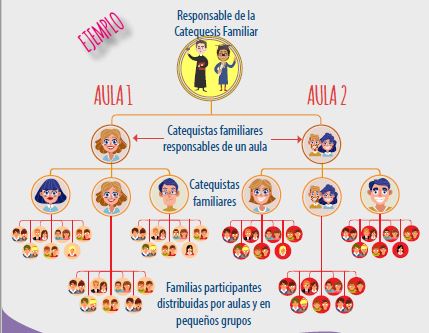 EJEMPLO
Responsable de la
Catequesis Familiar
AULA 1
AULA 2
Catequistas familiares
responsables de un aula
Catequistas
familiares
Familias participantes
distribuidas por aulas y en
pequeños grupos